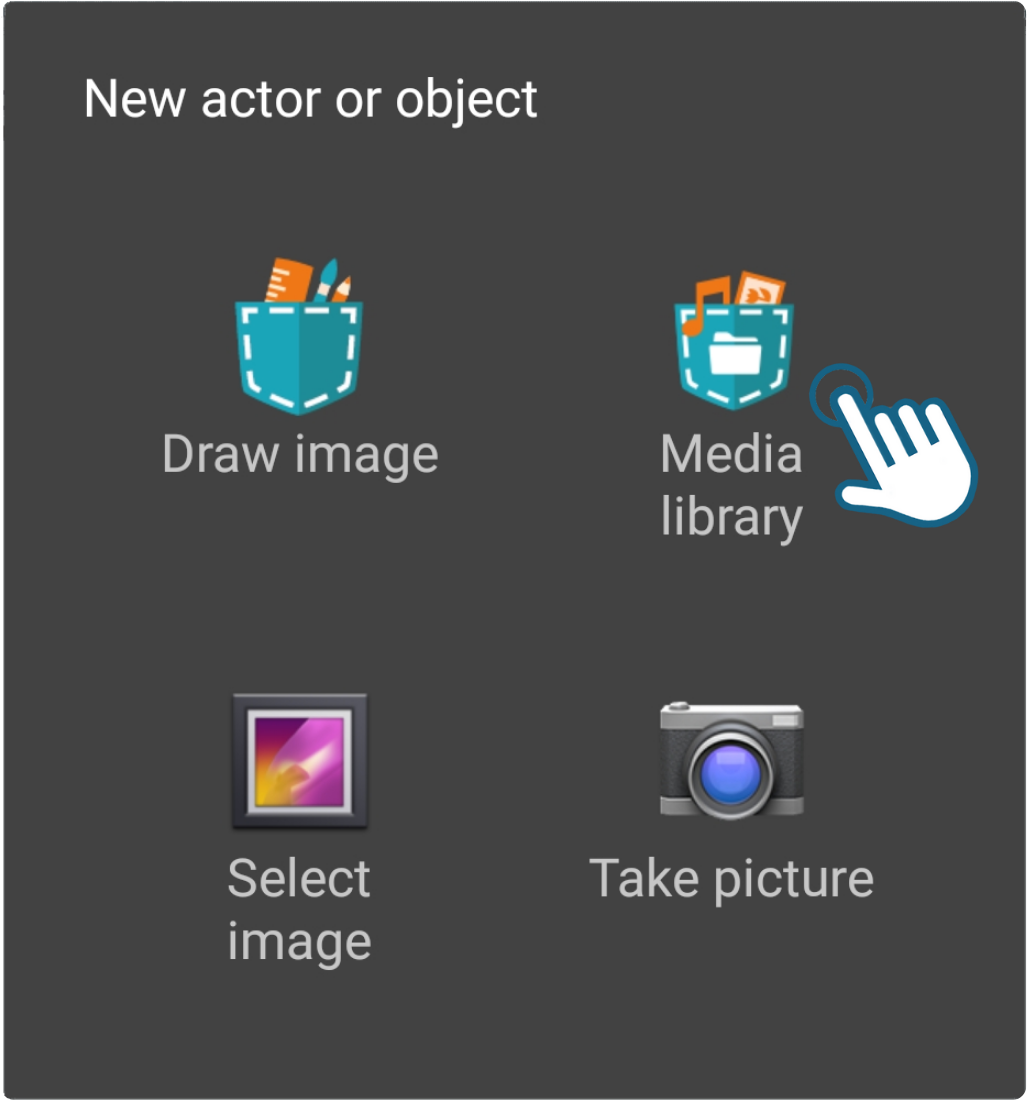 New actor or object
Draw image
Media
library
Select
image
Take picture